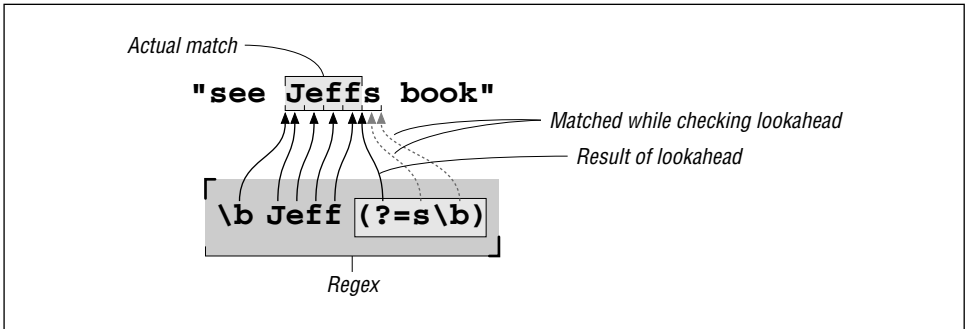 Actual match
"see Jeffs book"
Matched while checking lookahead
Result of lookahead
\b Jeff (?=s\b)
Regex